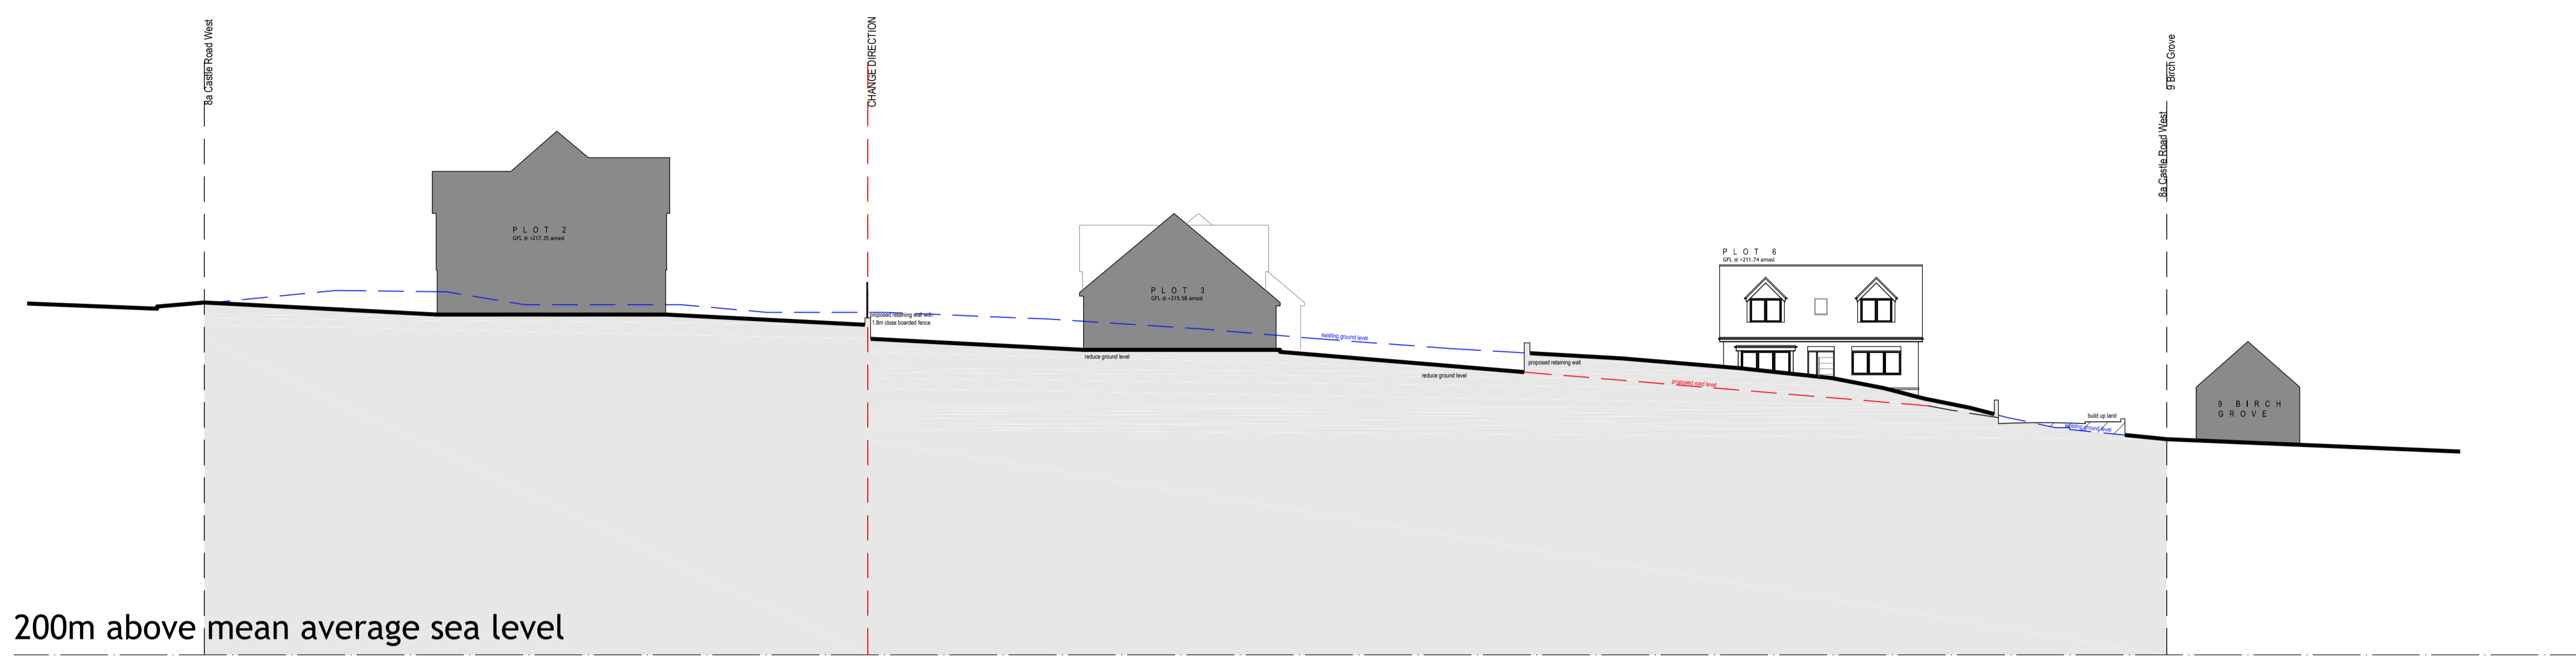 8a Castle Road West
CHANGE DIRECTION
9 Birch Grove
8a Castle Road West
PLOT 2
GFL @ +217.35 amasl
PLOT 3
GFL @ +215.58 amasl
PLOT 6
GFL @ +211.74 amasl
proposed retaining wall with
1.8m close boarded fence
existing ground level
reduce ground level
reduce ground level
proposed retaining wall
proposed road level
build up land
existing ground level
9 BIRCH
GROVE
200m above mean average sea level